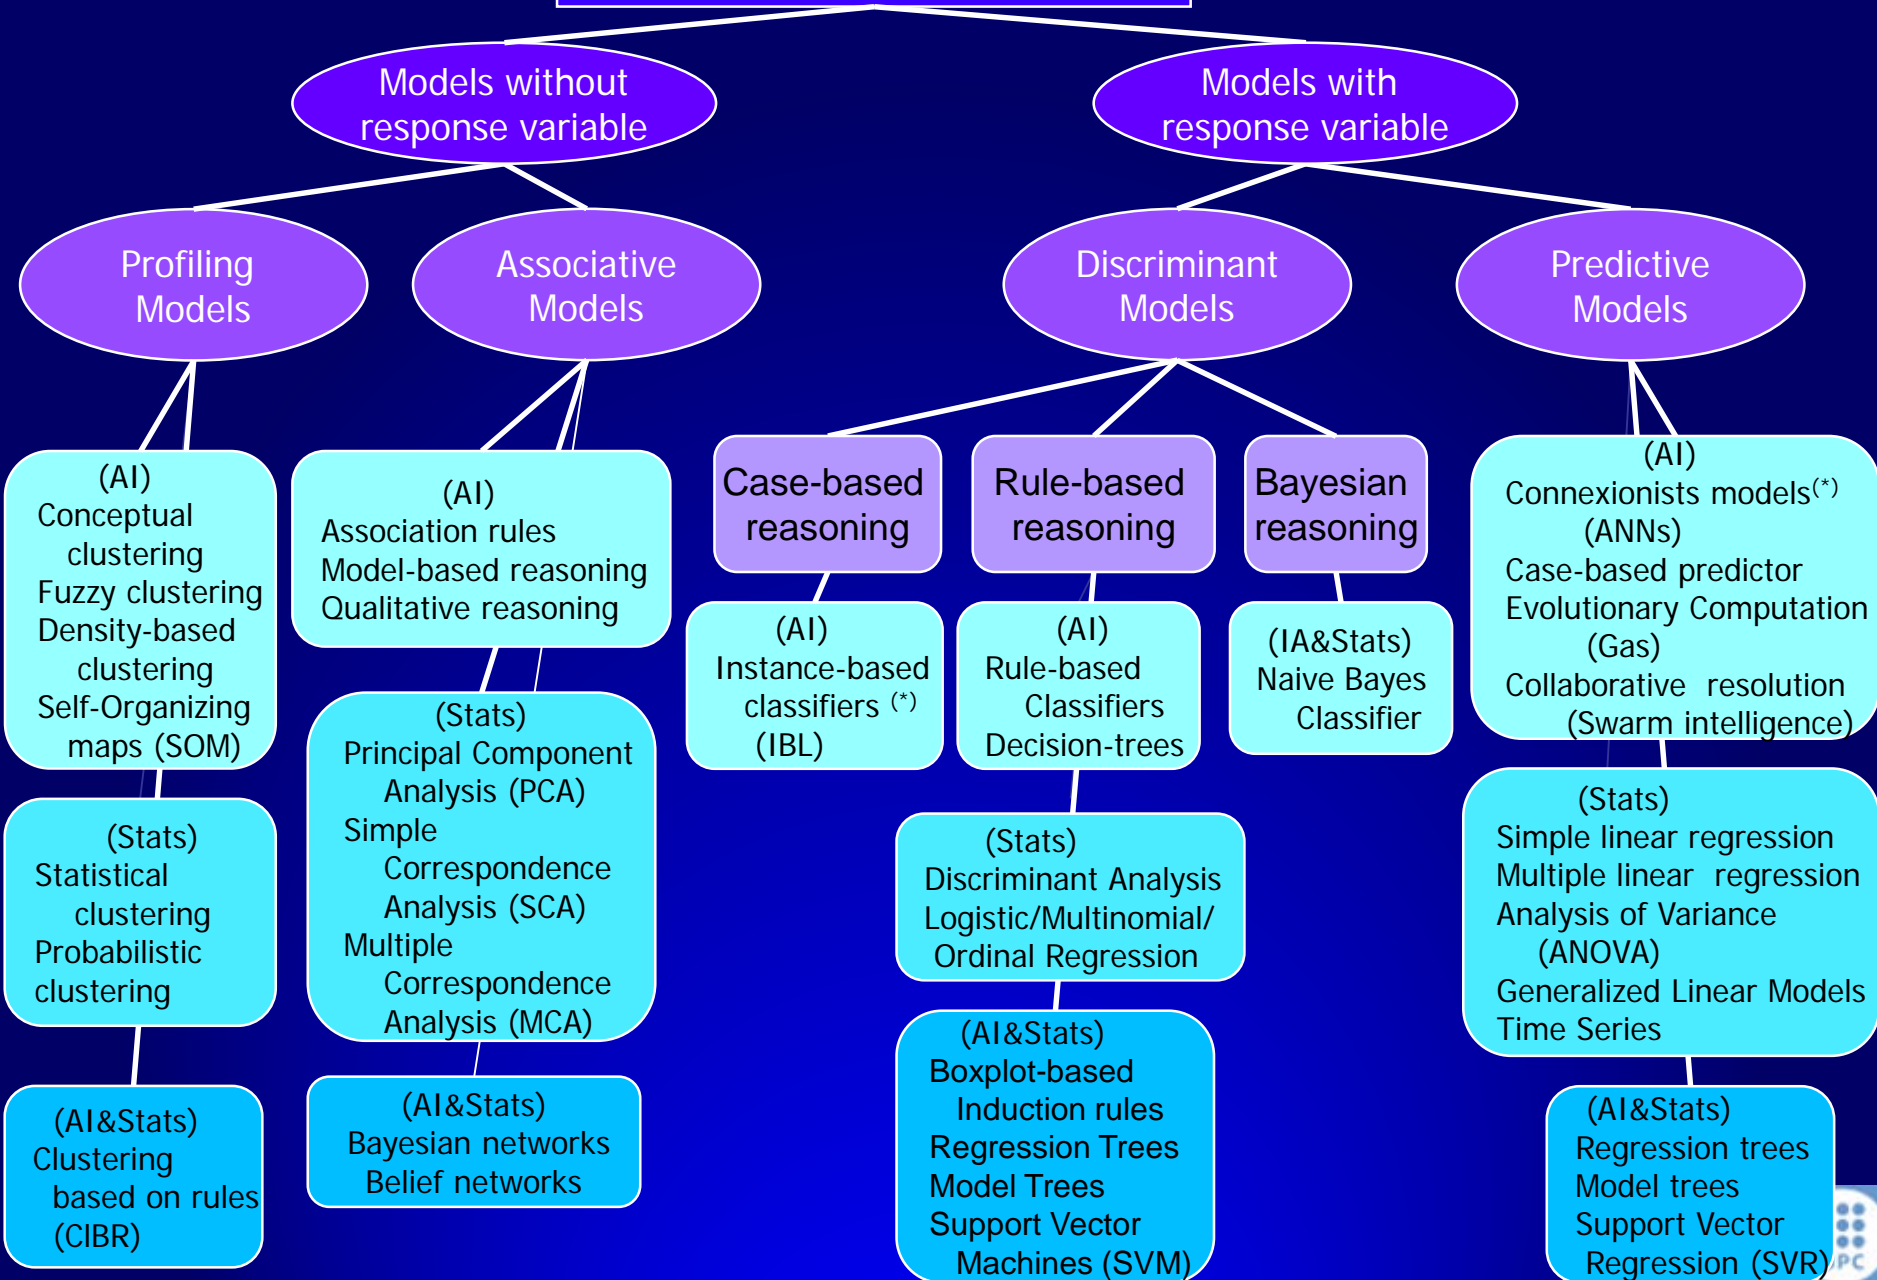 Models without
response variable
Models with
response variable
Profiling
Models
Associative
Models
Discriminant
Models
Predictive
Models
(AI)
Conceptual
clustering
Fuzzy clustering
Density-based
clustering
Self-Organizing
maps (SOM)
(Stats)
Statistical
clustering
Probabilistic
clustering
(AI&Stats)
Clustering
based on rules
(ClBR)
(AI)
Association rules
Model-based reasoning
Qualitative reasoning
(Stats)
Principal Component
Analysis (PCA)
Simple
Correspondence
Analysis (SCA)
Multiple
Correspondence
Analysis (MCA)
(AI&Stats)
Bayesian networks
Belief networks
Case-based
reasoning
(AI)
Instance-based
classifiers (*)
(IBL)
Rule-based
reasoning
(AI)
Rule-based
Classifiers
Decision-trees
Bayesian
reasoning
(IA&Stats)
Naive Bayes
Classifier
(Stats)
Discriminant Analysis
Logistic/Multinomial/
Ordinal Regression
(AI&Stats)
Boxplot-based
Induction rules
Regression Trees
Model Trees
Support Vector
Machines (SVM)
(AI)
Connexionists models(*)
(ANNs)
Case-based predictor
Evolutionary Computation
(Gas)
Collaborative resolution
(Swarm intelligence)
(Stats)
Simple linear regression
Multiple linear regression
Analysis of Variance
(ANOVA)
Generalized Linear Models
Time Series
(AI&Stats)
Regression trees
Model trees
Support Vector
Regression (SVR)
PC